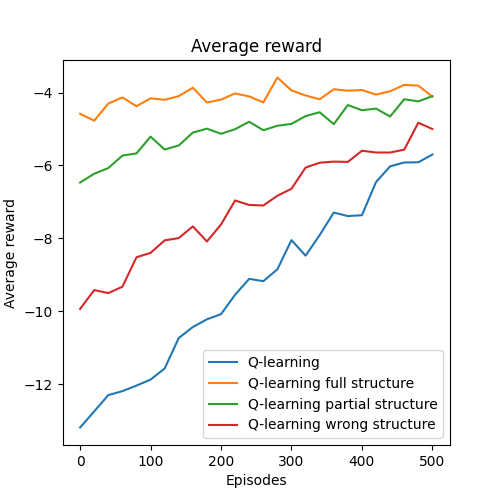 Average reward
Average reward
−4
−6
−8
−10
−12
Q-learning
Q-learning full structure
Q-learning partial structure
Q-learning wrong structure
0 100 200 300 400 500
Episodes